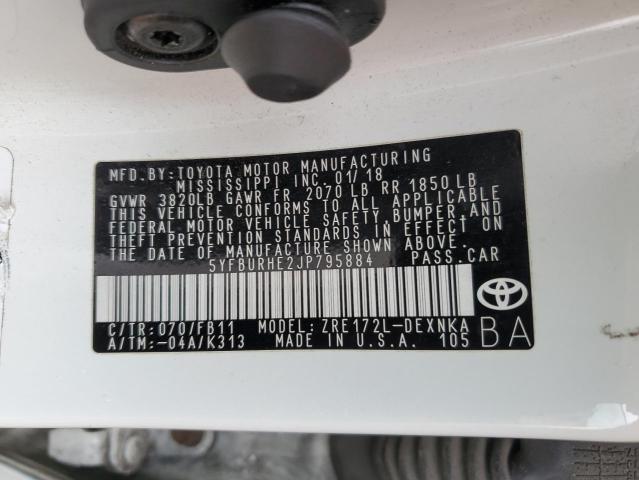 MFD.BY:TOYOTA MOTOR MANUFACTURING
MISSISSIPPI INC. 01/18
GVWR 3820LB GAWR FR 2070 LB RR 1850LB
THIS VEHICLE CONFORMS TO ALL APPLICABLE
FEDERAL MOTOR VEHICLE SAFETY, BUMPER,AND
THEFT PREVENTION STANDARDS IN EFFECT ON
THE DATE OF MANUFACTURE SHOWN ABOVE.
5YFBURHE2JP795884 PASS.CAR
C/TR:070/FB11 MODEL:ZRE172L-DEXNKA
A/TM:-04A/K313 MADE IN U.S.A. 105
BA